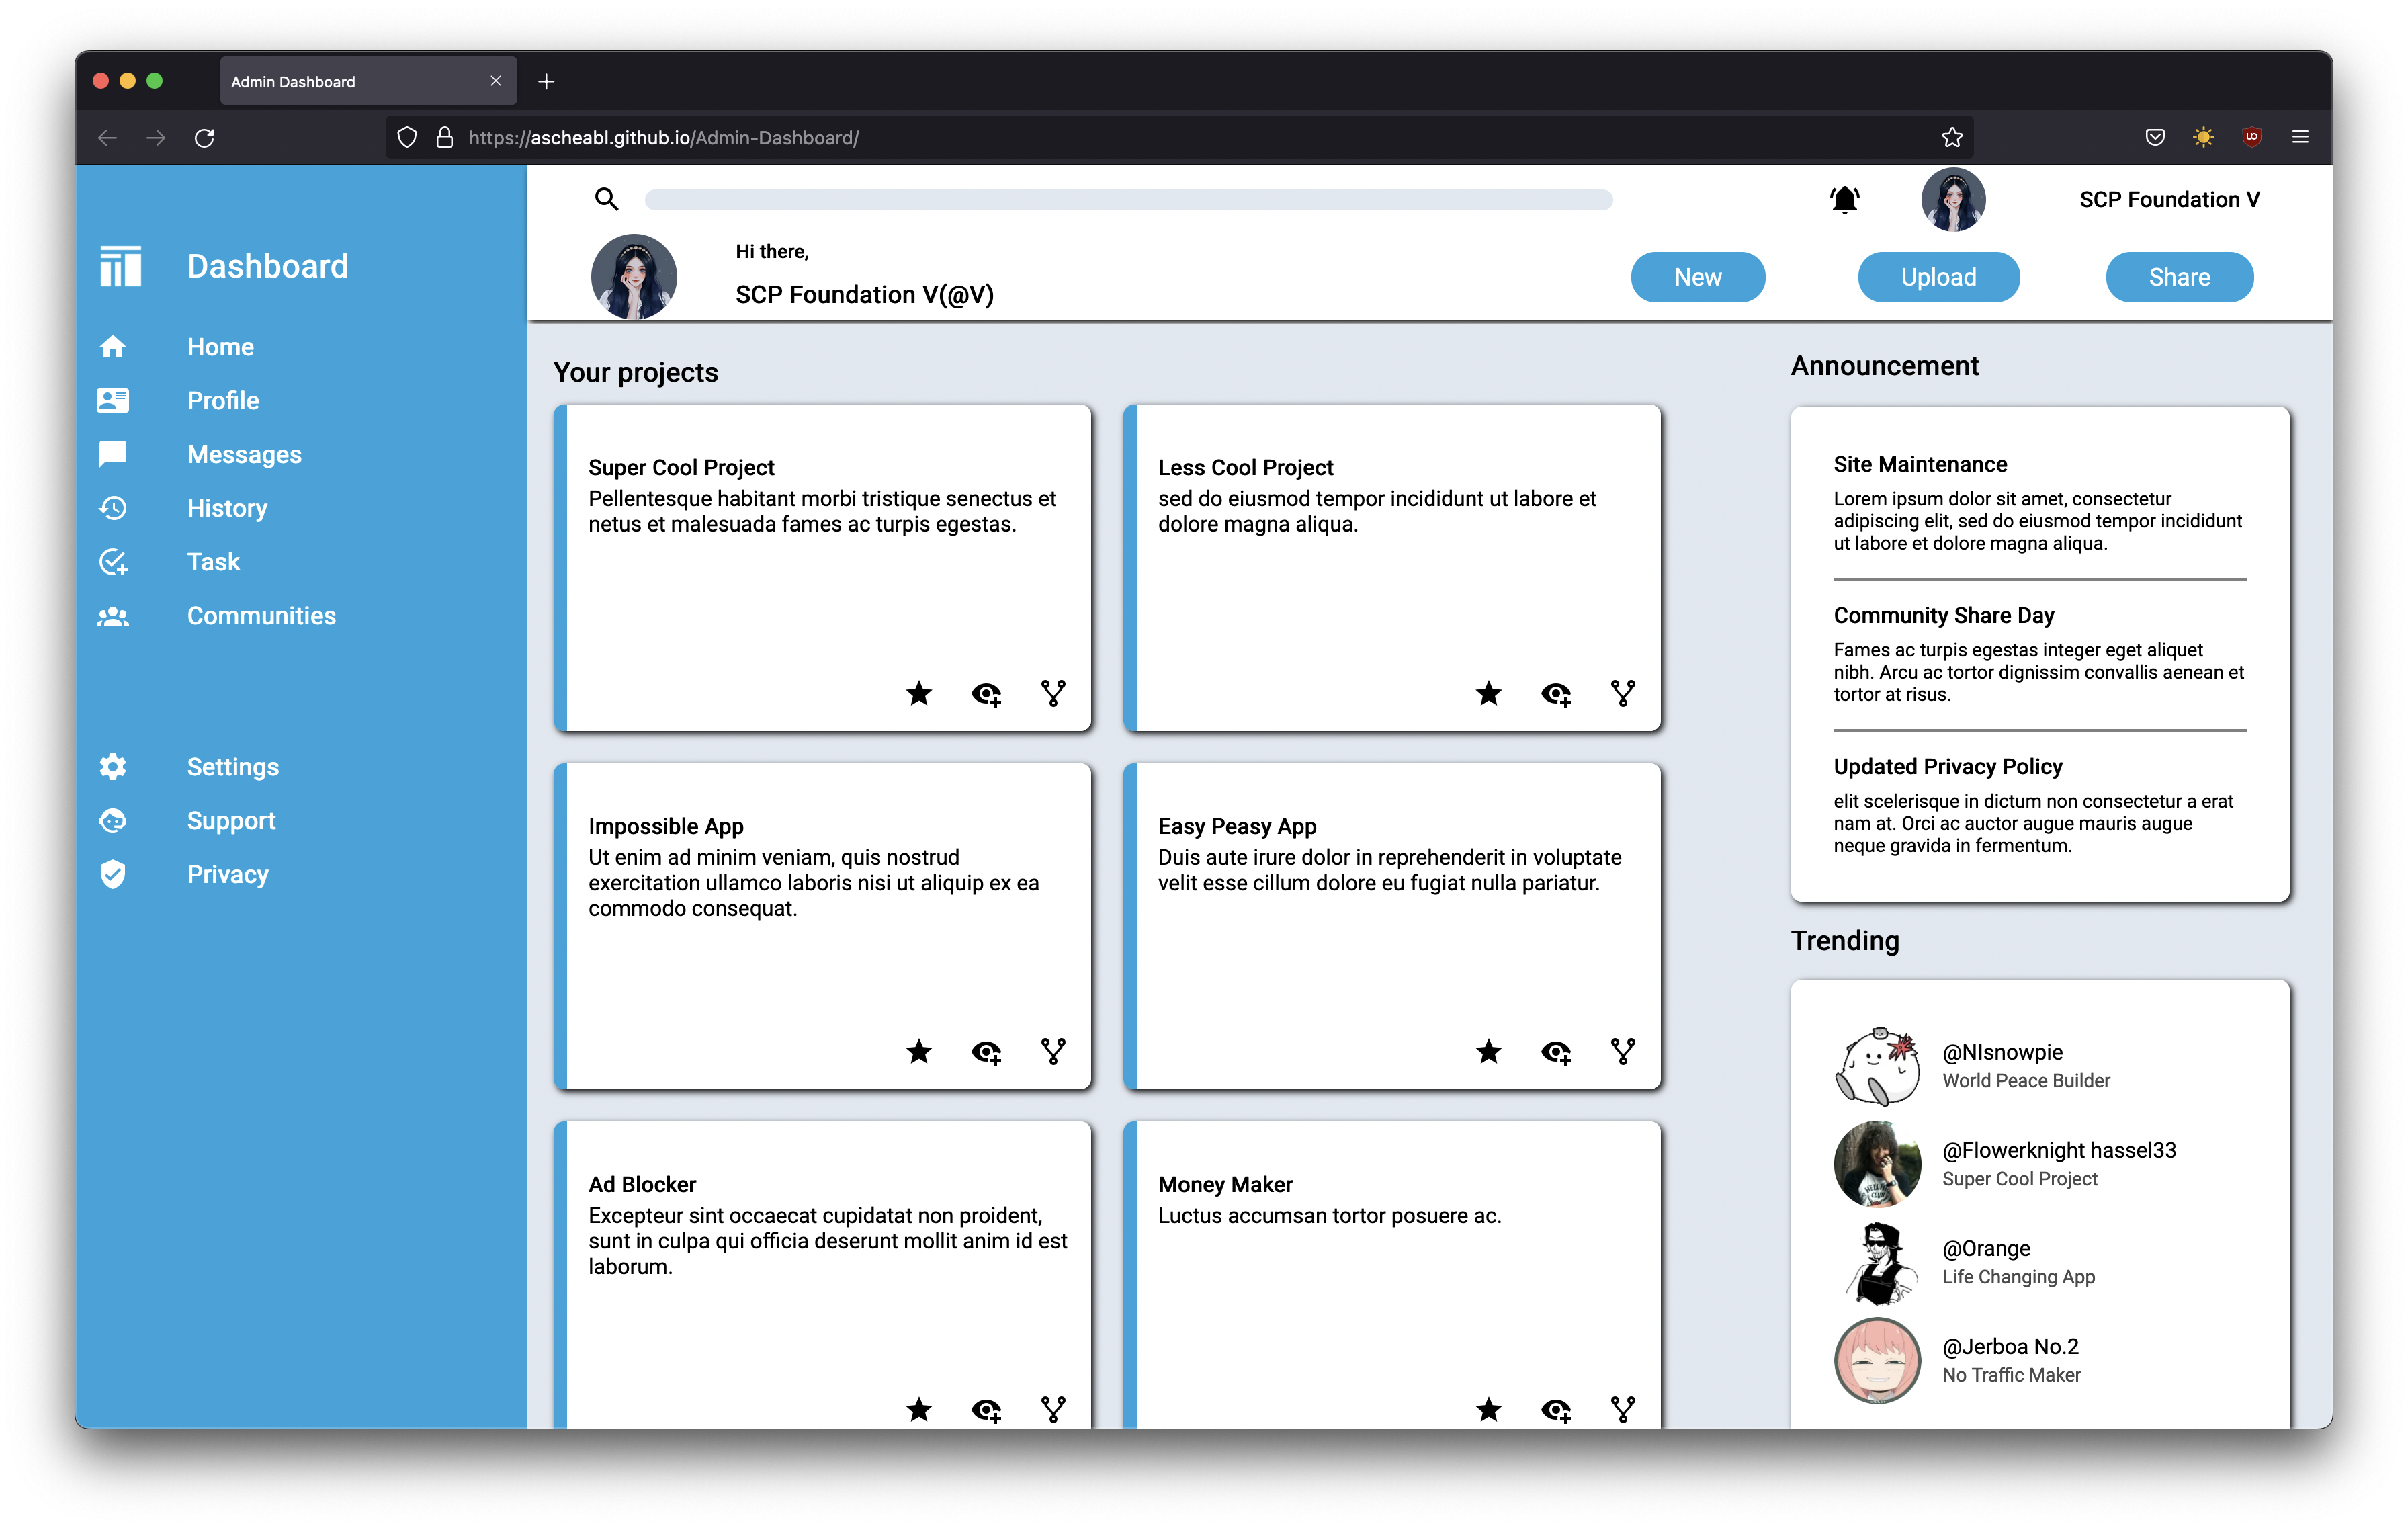 Admin Dashboard
https://ascheabl.github.io/Admin-Dashboard/
Dashboard
Home
Profile
Messages
History
Task
Communities
Settings
Support
Privacy
SCP Foundation V
Hi there,
SCP Foundation V(@V)
New
Upload
Share
Your projects
Super Cool Project
Pellentesque habitant morbi tristique senectus et
netus et malesuada fames ac turpis egestas.
Less Cool Project
sed do eiusmod tempor incididunt ut labore et
dolore magna aliqua.
Impossible App
Ut enim ad minim veniam, quis nostrud
exercitation ullamco laboris nisi ut aliquip ex ea
commodo consequat.
Easy Peasy App
Duis aute irure dolor in reprehenderit in voluptate
velit esse cillum dolore eu fugiat nulla pariatur.
Ad Blocker
Excepteur sint occaecat cupidatat non proident,
sunt in culpa qui officia deserunt mollit anim id est
laborum.
Money Maker
Luctus accumsan tortor posuere ac.
Announcement
Site Maintenance
Lorem ipsum dolor sit amet, consectetur
adipiscing elit, sed do eiusmod tempor incididunt
ut labore et dolore magna aliqua.
Community Share Day
Fames ac turpis egestas integer eget aliquet
nibh. Arcu ac tortor dignissim convallis aenean et
tortor at risus.
Updated Privacy Policy
elit scelerisque in dictum non consectetur a erat
nam at. Orci ac auctor augue mauris augue
neque gravida in fermentum.
Trending
@NIsnowpie
World Peace Builder
@Flowerknight hassel33
Super Cool Project
@Orange
Life Changing App
@Jerboa No.2
No Traffic Maker